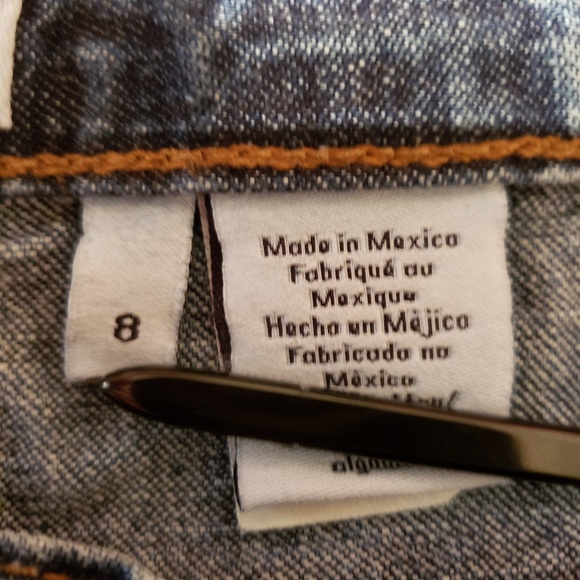 8
Made in Mexico
Fabriqué au
Mexique
Hecho en Méjico
Fabricado no
México